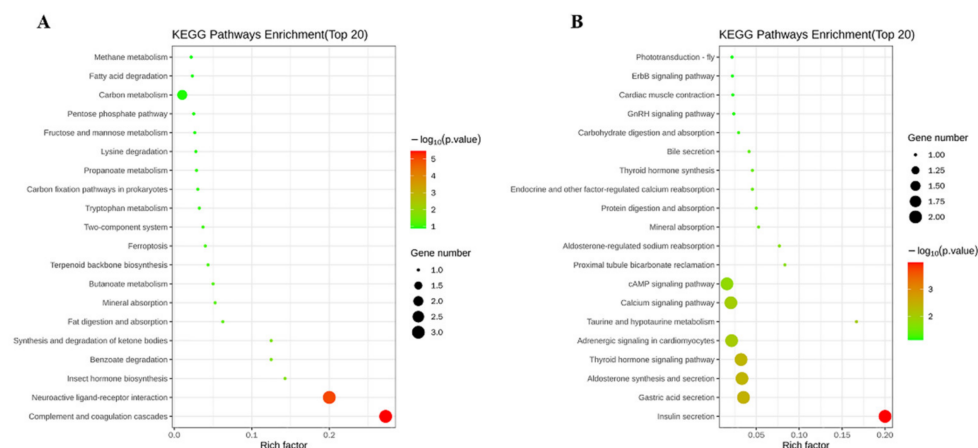 A
KEGG Pathways Enrichment(Top 20)
Methane metabolism
Fatty acid degradation
Carbon metabolism
Pentose phosphate pathway
Fructose and mannose metabolism
Lysine degradation
Propanoate metabolism
Carbon fixation pathways in prokaryotes
Tryptophan metabolism
Two-component system
Ferroptosis
Terpenoid backbone biosynthesis
Butanoate metabolism
Mineral absorption
Fat digestion and absorption
Synthesis and degradation of ketone bodies
Benzoate degradation
Insect hormone biosynthesis
Neuroactive ligand-receptor interaction
Complement and coagulation cascades
0.0 0.1 0.2
Rich factor
−log10(p.value)
5
4
3
2
1
Gene number
1.0
1.5
2.0
2.5
3.0
B
KEGG Pathways Enrichment(Top 20)
Phototransduction - fly
ErbB signaling pathway
Cardiac muscle contraction
GnRH signaling pathway
Carbohydrate digestion and absorption
Bile secretion
Thyroid hormone synthesis
Endocrine and other factor-regulated calcium reabsorption
Protein digestion and absorption
Mineral absorption
Aldosterone-regulated sodium reabsorption
Proximal tubule bicarbonate reclamation
cAMP signaling pathway
Calcium signaling pathway
Taurine and hypotaurine metabolism
Adrenergic signaling in cardiomyocytes
Thyroid hormone signaling pathway
Aldosterone synthesis and secretion
Gastric acid secretion
Insulin secretion
0.05 0.10 0.15 0.20
Rich factor
Gene number
1.00
1.25
1.50
1.75
2.00
−log10(p.value)
3
2